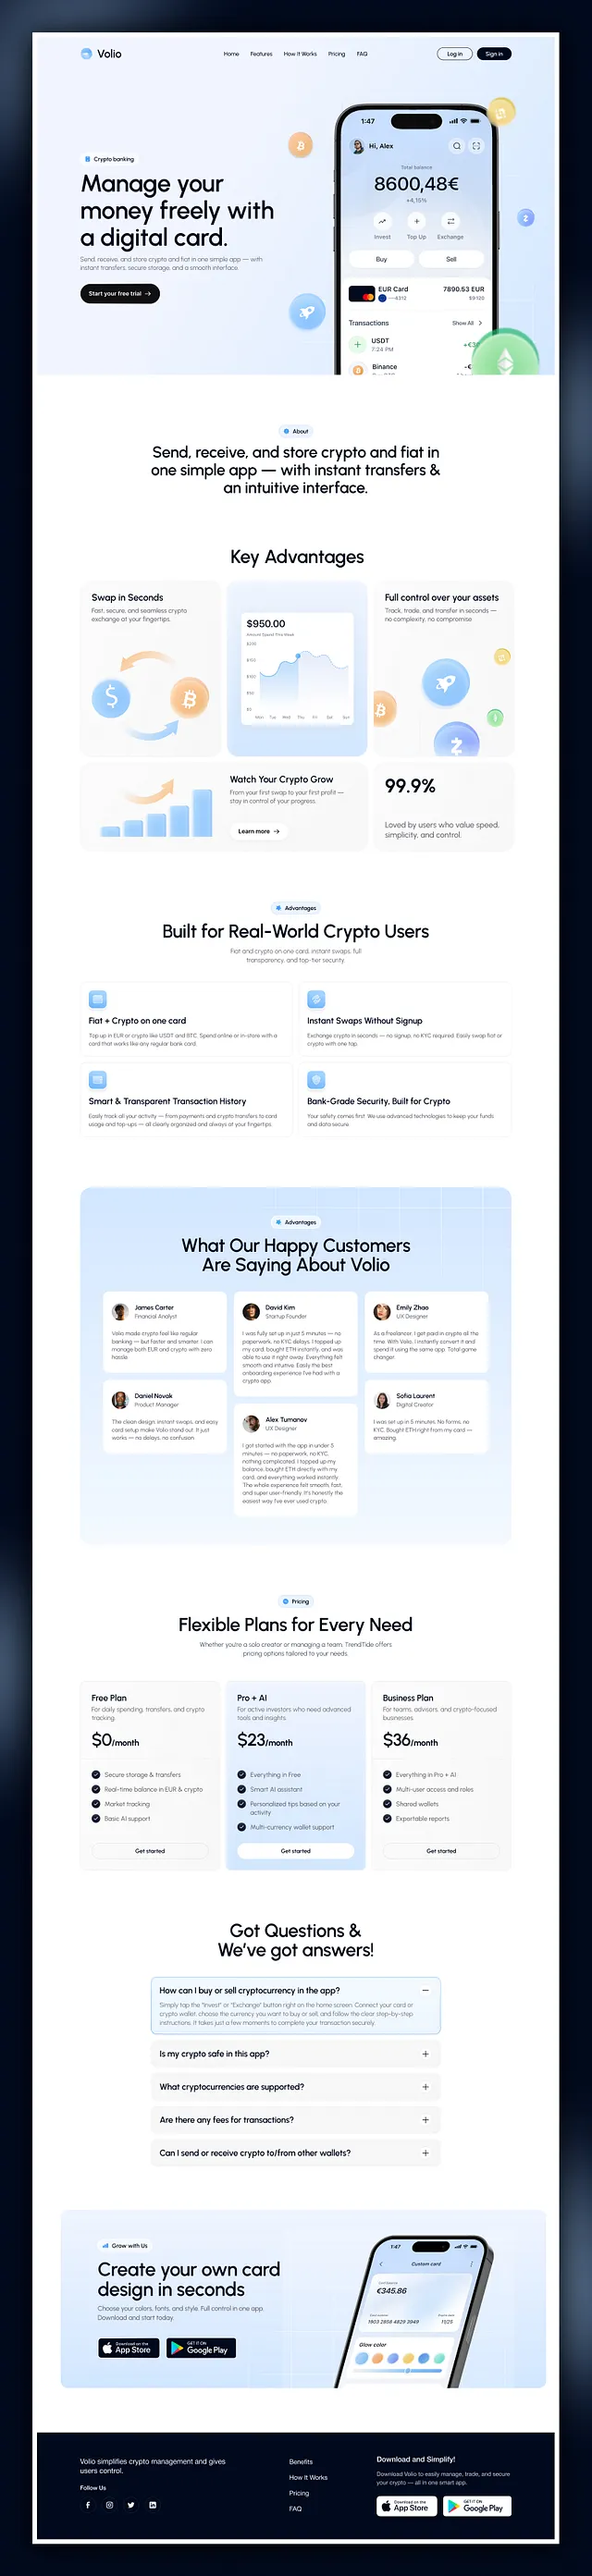 Volio
Home Features How It Works Pricing FAQ
Log in Sign in
Crypto banking
Manage your
money freely with
a digital card.
Send, receive, and store crypto and fiat in one simple app — with
instant transfers, secure storage, and a smooth interface.
Start your free trial
1:47
Hi, Alex
Total balance
8600,48€
+4,15%
Invest Top Up Exchange
Buy Sell
EUR Card 7890.53 EUR
Transactions Show All
USDT
7:24 PM
Binance
About
Send, receive, and store crypto and fiat in
one simple app — with instant transfers &
an intuitive interface.
Key Advantages
Swap in Seconds
Fast, secure, and seamless crypto
exchange at your fingertips.
$950.00
Amount Spent This Week
Mon Tue Wed Thu Fri Sat Sun
Full control over your assets
Track, trade, and transfer in seconds —
no complexity, no compromise
Watch Your Crypto Grow
From your first swap to your first profit —
stay in control of your progress.
Learn more
99.9%
Loved by users who value speed,
simplicity, and control.
Advantages
Built for Real-World Crypto Users
Fiat and crypto on one card, instant swaps, full
transparency, and top-tier security.
Fiat + Crypto on one card
Top up in EUR or crypto like USDT and BTC. Spend online or in-store with a
card that works like any regular bank card.
Instant Swaps Without Signup
Exchange crypto in seconds — no signup, no KYC required. Easily swap fiat or
crypto with one tap.
Smart & Transparent Transaction History
Easily track all your activity — from payments and crypto transfers to card
usage and top-ups — all clearly organized and always at your fingertips.
Bank-Grade Security, Built for Crypto
Your safety comes first. We use advanced technologies to keep your funds
and data secure.
Advantages
What Our Happy Customers
Are Saying About Volio
James Carter
Financial Analyst
Volio made crypto feel like regular
banking — but faster and smarter. I can
manage both EUR and crypto with zero
hassle.
David Kim
Startup Founder
I was fully set up in just 5 minutes — no
paperwork, no KYC delays. I topped up
my card, bought ETH instantly, and was
able to use it right away. Everything felt
smooth and intuitive. Easily the best
onboarding experience I've had with a
crypto app.
Emily Zhao
UX Designer
As a freelancer, I get paid in crypto all the
time. With Volio, I instantly convert it and
spend it using the same app. Total game
changer!
Daniel Novak
Product Manager
The clean design, instant swaps, and easy
card setup make Volio stand out. It just
works — no delays, no confusion.
Alex Tumanov
UX Designer
I got started with the app in under 5
minutes — no paperwork, no KYC,
nothing complicated. I topped up my
balance, bought ETH directly with my
card, and everything worked instantly.
The whole experience felt smooth, fast,
and super user-friendly. It's honestly the
easiest way I've ever used crypto.
Sofia Laurent
Digital Creator
I was set up in 5 minutes. No forms, no
KYC. Bought ETH right from my card —
amazing.
Pricing
Flexible Plans for Every Need
Whether you're a solo creator or managing a team, TrendTide offers
pricing options tailored to your needs.
Free Plan
For daily spending, transfers, and crypto
tracking.
$0/month
Secure storage & transfers
Real-time balance in EUR & crypto
Market tracking
Basic AI support
Get started
Pro + AI
For active investors who need advanced
tools and insights.
$23/month
Everything in Free
Smart AI assistant
Personalized tips based on your
activity
Multi-currency wallet support
Get started
Business Plan
For teams, advisors, and crypto-focused
businesses.
$36/month
Everything in Pro + AI
Multi-user access and roles
Shared wallets
Exportable reports
Get started
Got Questions &
We've got answers!
How can I buy or sell cryptocurrency in the app?
Simply tap the "Invest" or "Exchange" button right on the home screen. Connect your card or
crypto wallet, choose the currency you want to buy or sell, and follow the clear step-by-step
instructions. It takes just a few moments to complete your transaction securely.
Is my crypto safe in this app?
What cryptocurrencies are supported?
Are there any fees for transactions?
Can I send or receive crypto to/from other wallets?
Grow with Us
Create your own card
design in seconds
Choose your colors, fonts, and style. Full control in one app.
Download and start today.
Download on the
App Store
GET IT ON
Google Play
1:47
Custom card
€345.86
1903 2858 4829 3949 11/25
Glow color
Volio simplifies crypto management and gives
users control.
Follow Us
Benefits
How It Works
Pricing
FAQ
Download and Simplify!
Download Volio to easily manage, trade, and secure
your crypto — all in one smart app.
Download on the
App Store
GET IT ON
Google Play